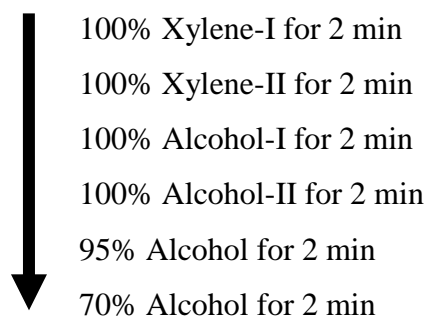 100% Xylene-I for 2 min
100% Xylene-II for 2 min
100% Alcohol-I for 2 min
100% Alcohol-II for 2 min
95% Alcohol for 2 min
70% Alcohol for 2 min